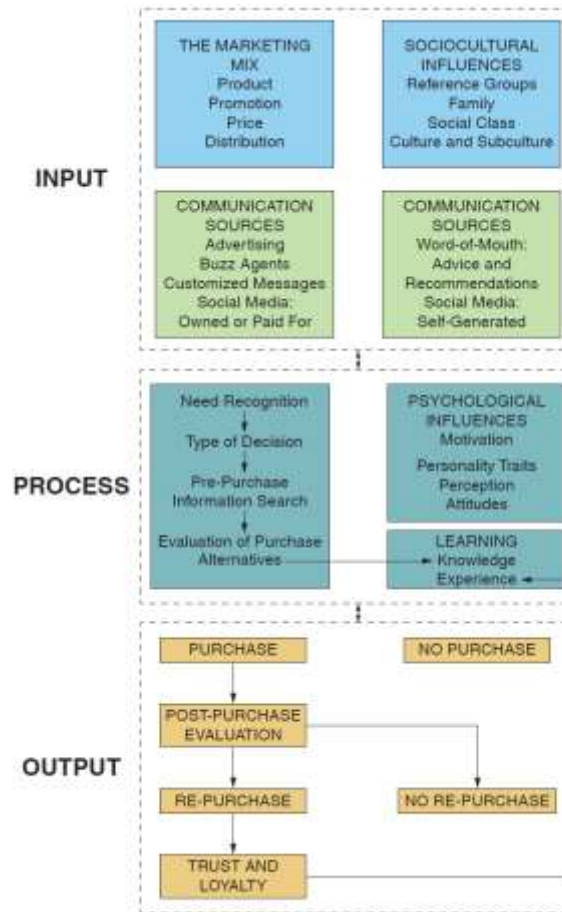 INPUT
THE MARKETING
MIX
Product
Promotion
Price
Distribution
SOCIOCULTURAL
INFLUENCES
Reference Groups
Family
Social Class
Culture and Subculture
COMMUNICATION
SOURCES
Advertising
Buzz Agents
Customized Messages
Social Media:
Owned or Paid For
COMMUNICATION
SOURCES
Word-of-Mouth:
Advice and
Recommendations
Social Media:
Self-Generated
PROCESS
Need Recognition
Type of Decision
Pre-Purchase
Information Search
Evaluation of Purchase
Alternatives
PSYCHOLOGICAL
INFLUENCES
Motivation
Personality Traits
Perception
Attitudes
LEARNING
Knowledge
Experience
OUTPUT
PURCHASE
NO PURCHASE
POST-PURCHASE
EVALUATION
RE-PURCHASE
NO RE-PURCHASE
TRUST AND
LOYALTY